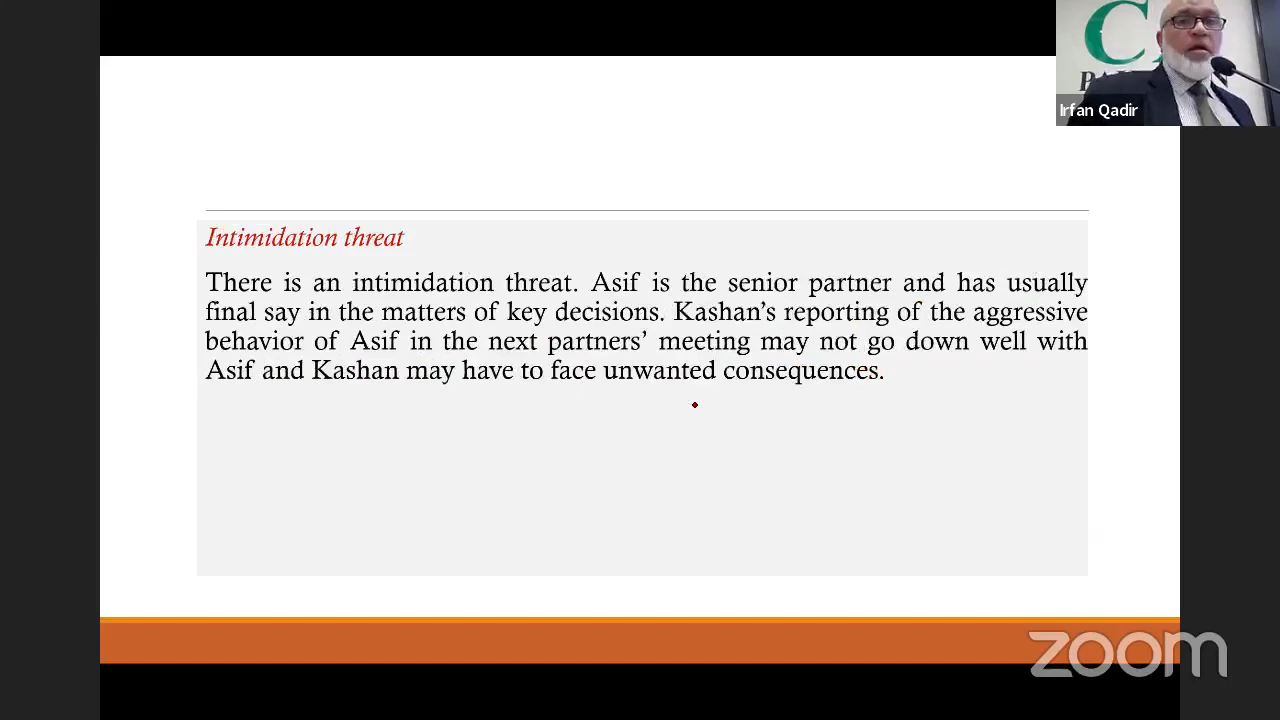 Irfan Qadir
Intimidation threat
There is an intimidation threat. Asif is the senior partner and has usually
final say in the matters of key decisions. Kashan’s reporting of the aggressive
behavior of Asif in the next partners’ meeting may not go down well with
Asif and Kashan may have to face unwanted consequences.
zoom